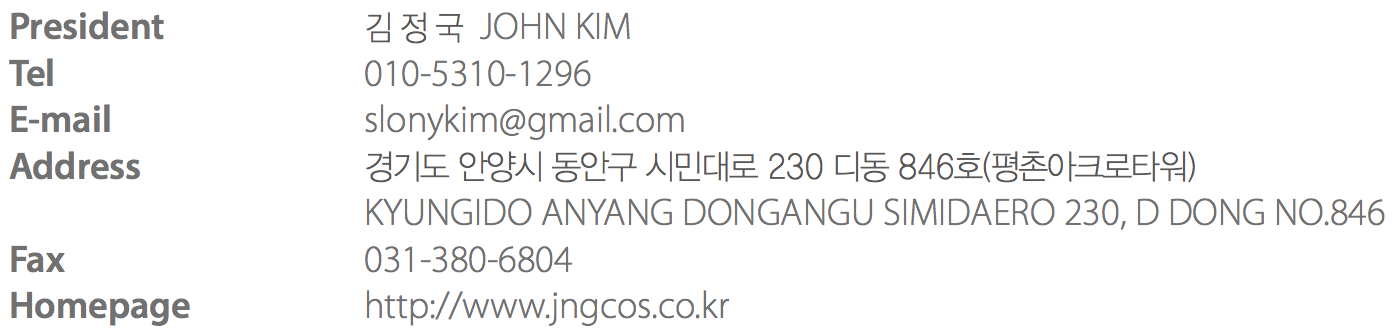 President 김 정 국 JOHN KIM
Tel 010-5310-1296
E-mail slonykim@gmail.com
Address 경기도 안양시 동안구 시민대로 230 디동 846호(평촌아크로타워)
KYUNGIDO ANYANG DONGANGU SIMIDAERO 230, D DONG NO.846
Fax 031-380-6804
Homepage http://www.jngcos.co.kr